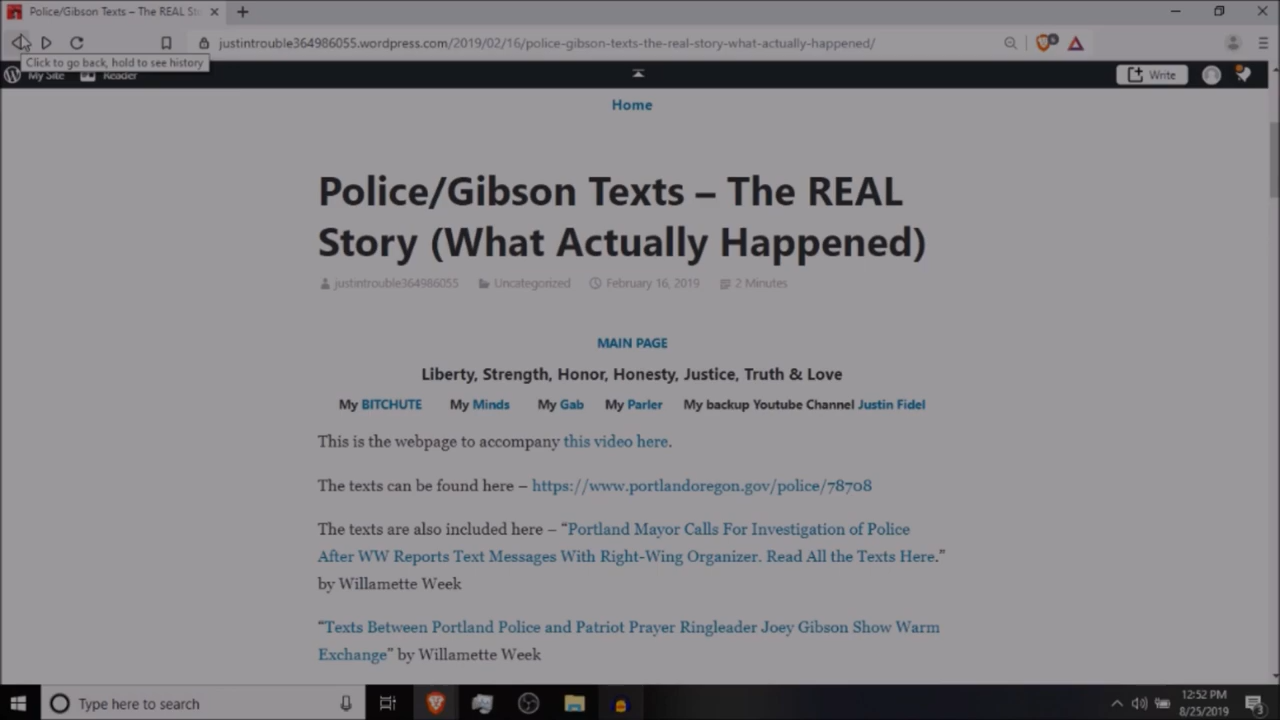 Police/Gibson Texts – The REAL St
justintrouble364986055.wordpress.com/2019/02/16/police-gibson-texts-the-real-story-what-actually-happened/
Click to go back, hold to see history
My Site Reader Write
Home
Police/Gibson Texts – The REAL
Story (What Actually Happened)
justintrouble364986055 Uncategorized February 16, 2019 2 Minutes
MAIN PAGE
Liberty, Strength, Honor, Honesty, Justice, Truth & Love
My BITCHUTE My Minds My Gab My Parler My backup Youtube Channel Justin Fidel
This is the webpage to accompany this video here.
The texts can be found here – https://www.portlandoregon.gov/police/78708
The texts are also included here – “Portland Mayor Calls For Investigation of Police
After WW Reports Text Messages With Right-Wing Organizer. Read All the Texts Here.”
by Willamette Week
“Texts Between Portland Police and Patriot Prayer Ringleader Joey Gibson Show Warm
Exchange” by Willamette Week
Type here to search
12:52 PM
8/25/2019
3